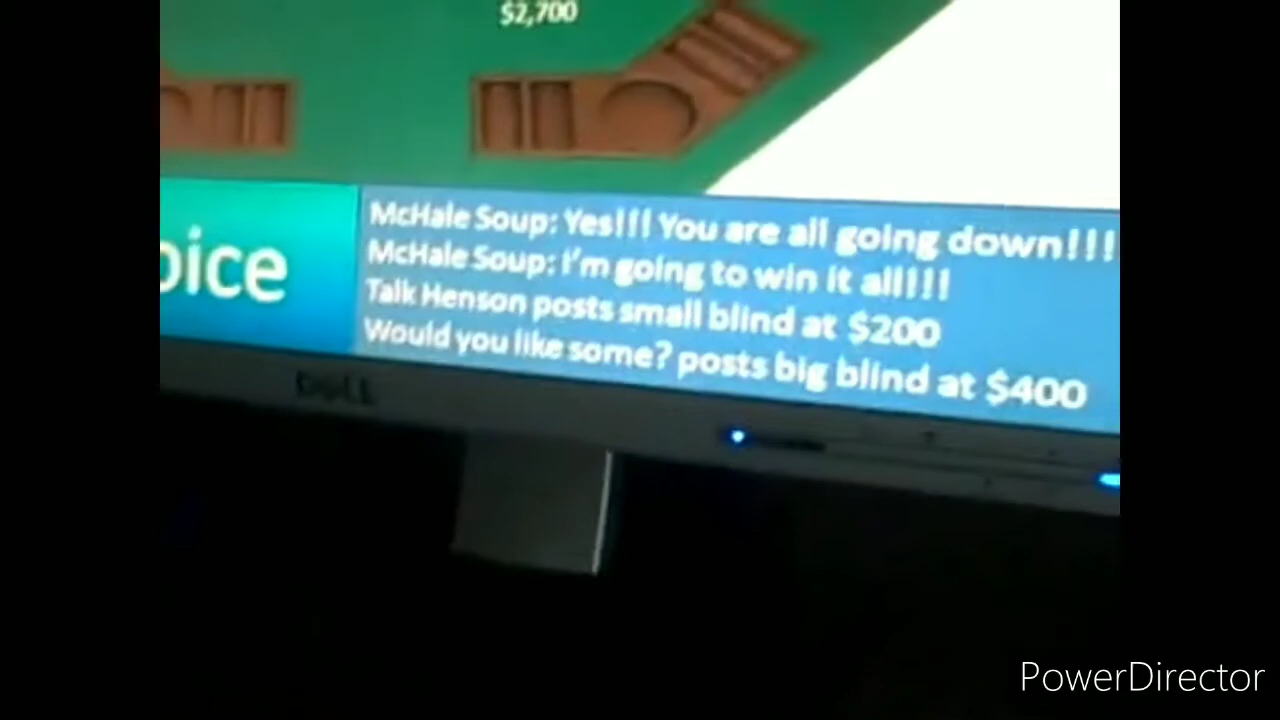 $2,700
oice
McHale Soup: Yes!!! You are all going down!!!
McHale Soup: I'm going to win it all!!!
Talk Henson posts small blind at $200
Would you like some? posts big blind at $400
DELL
PowerDirector